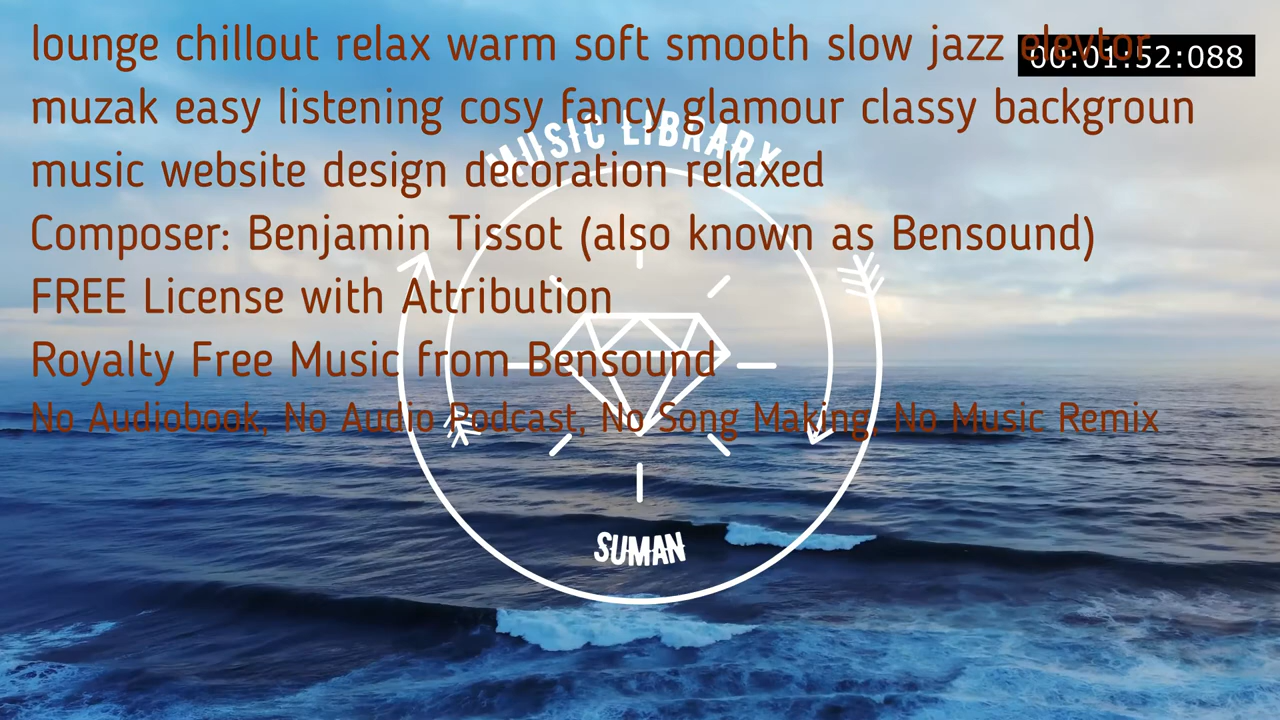 lounge chillout relax warm soft smooth slow jazz elevtor
00:01:52:088
muzak easy listening cosy fancy glamour classy backgroun
MUSIC LIBRARY
music website design decoration relaxed
Composer: Benjamin Tissot (also known as Bensound)
FREE License with Attribution
Royalty Free Music from Bensound
No Audiobook, No Audio Podcast, No Song Making, No Music Remix
SUMAN